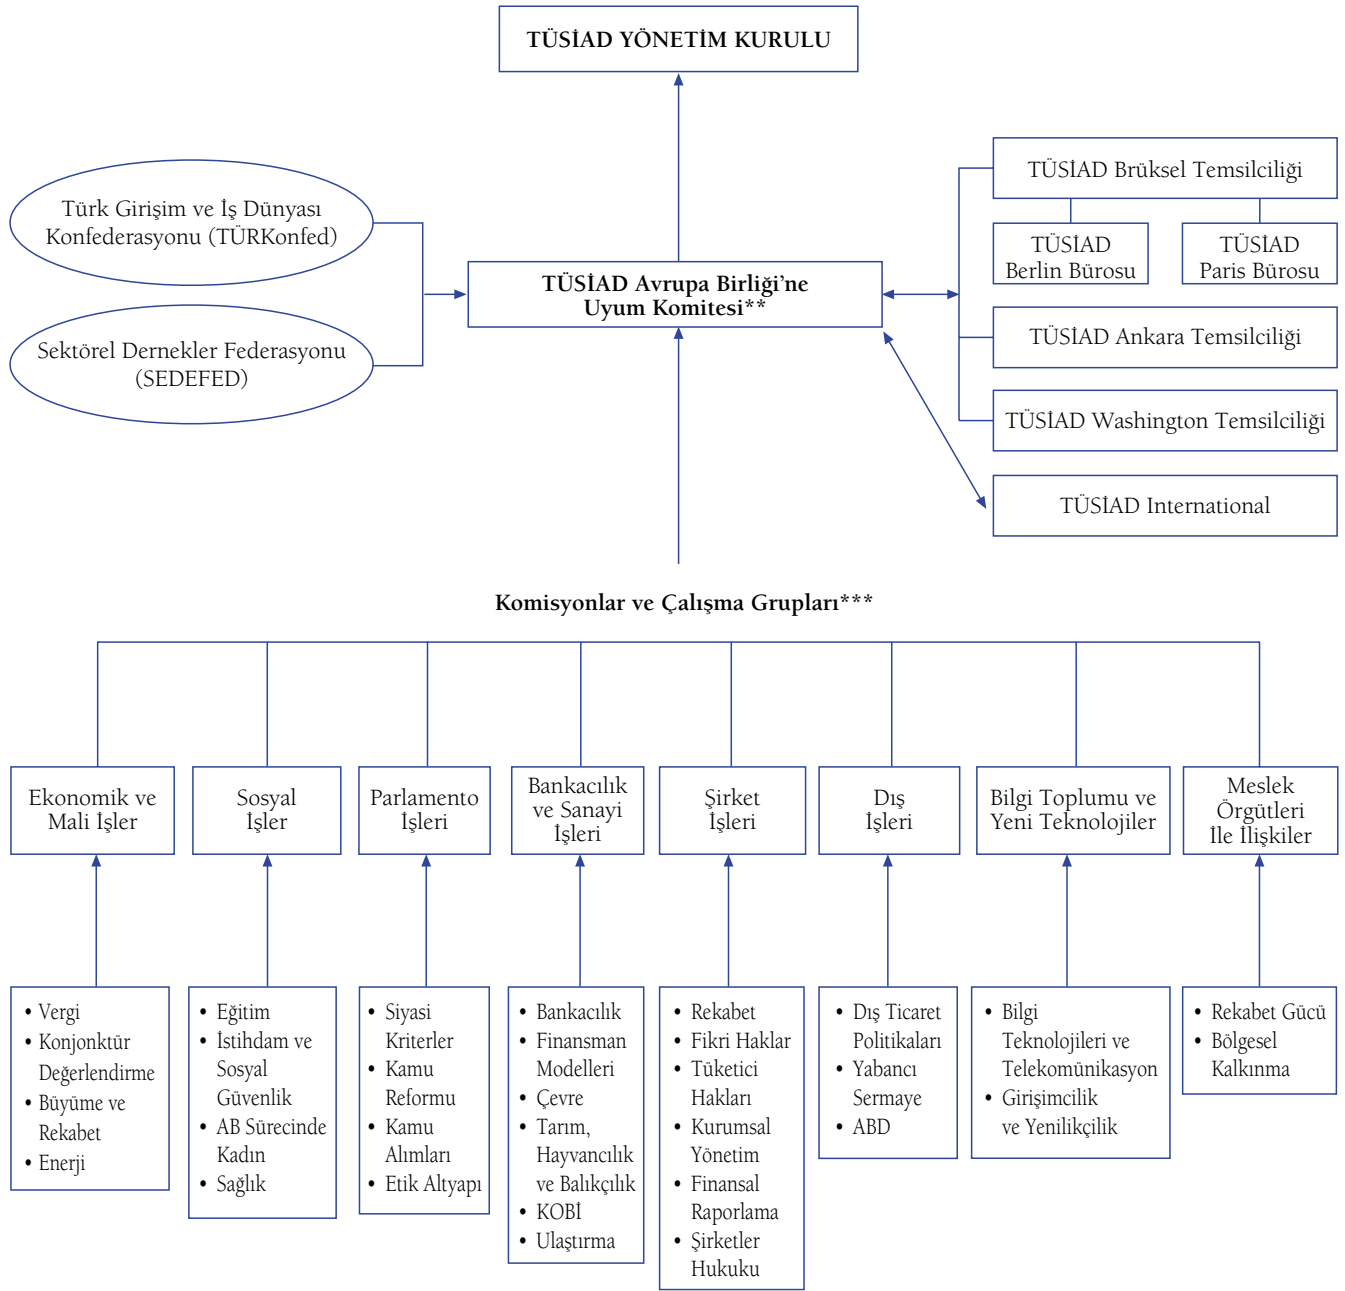 TÜSİAD YÖNETİM KURULU
Türk Girişim ve İş Dünyası
Konfederasyonu (TÜRKonfed)
Sektörel Dernekler Federasyonu
(SEDEFED)
TÜSİAD Avrupa Birliği’ne
Uyum Komitesi**
TÜSİAD Brüksel Temsilciliği
TÜSİAD
Berlin Bürosu
TÜSİAD
Paris Bürosu
TÜSİAD Ankara Temsilciliği
TÜSİAD Washington Temsilciliği
TÜSİAD International
Komisyonlar ve Çalışma Grupları***
Ekonomik ve
Mali İşler
Sosyal
İşler
Parlamento
İşleri
Bankacılık
ve Sanayi
İşleri
Şirket
İşleri
Dış
İşleri
Bilgi Toplumu ve
Yeni Teknolojiler
Meslek
Örgütleri
İle İlişkiler
• Vergi
• Konjonktür
Değerlendirme
• Büyüme ve
Rekabet
• Enerji
• Eğitim
• İstihdam ve
Sosyal
Güvenlik
• AB Sürecinde
Kadın
• Sağlık
• Siyasi
Kriterler
• Kamu
Reformu
• Kamu
Alımları
• Etik Altyapı
• Bankacılık
• Finansman
Modelleri
• Çevre
• Tarım,
Hayvancılık
ve Balıkçılık
• KOBİ
• Ulaştırma
• Rekabet
• Fikri Haklar
• Tüketici
Hakları
• Kurumsal
Yönetim
• Finansal
Raporlama
• Şirketler
Hukuku
• Dış Ticaret
Politikaları
• Yabancı
Sermaye
• ABD
• Bilgi
Teknolojileri ve
Telekomünikasyon
• Girişimcilik
ve Yenilikçilik
• Rekabet Gücü
• Bölgesel
Kalkınma